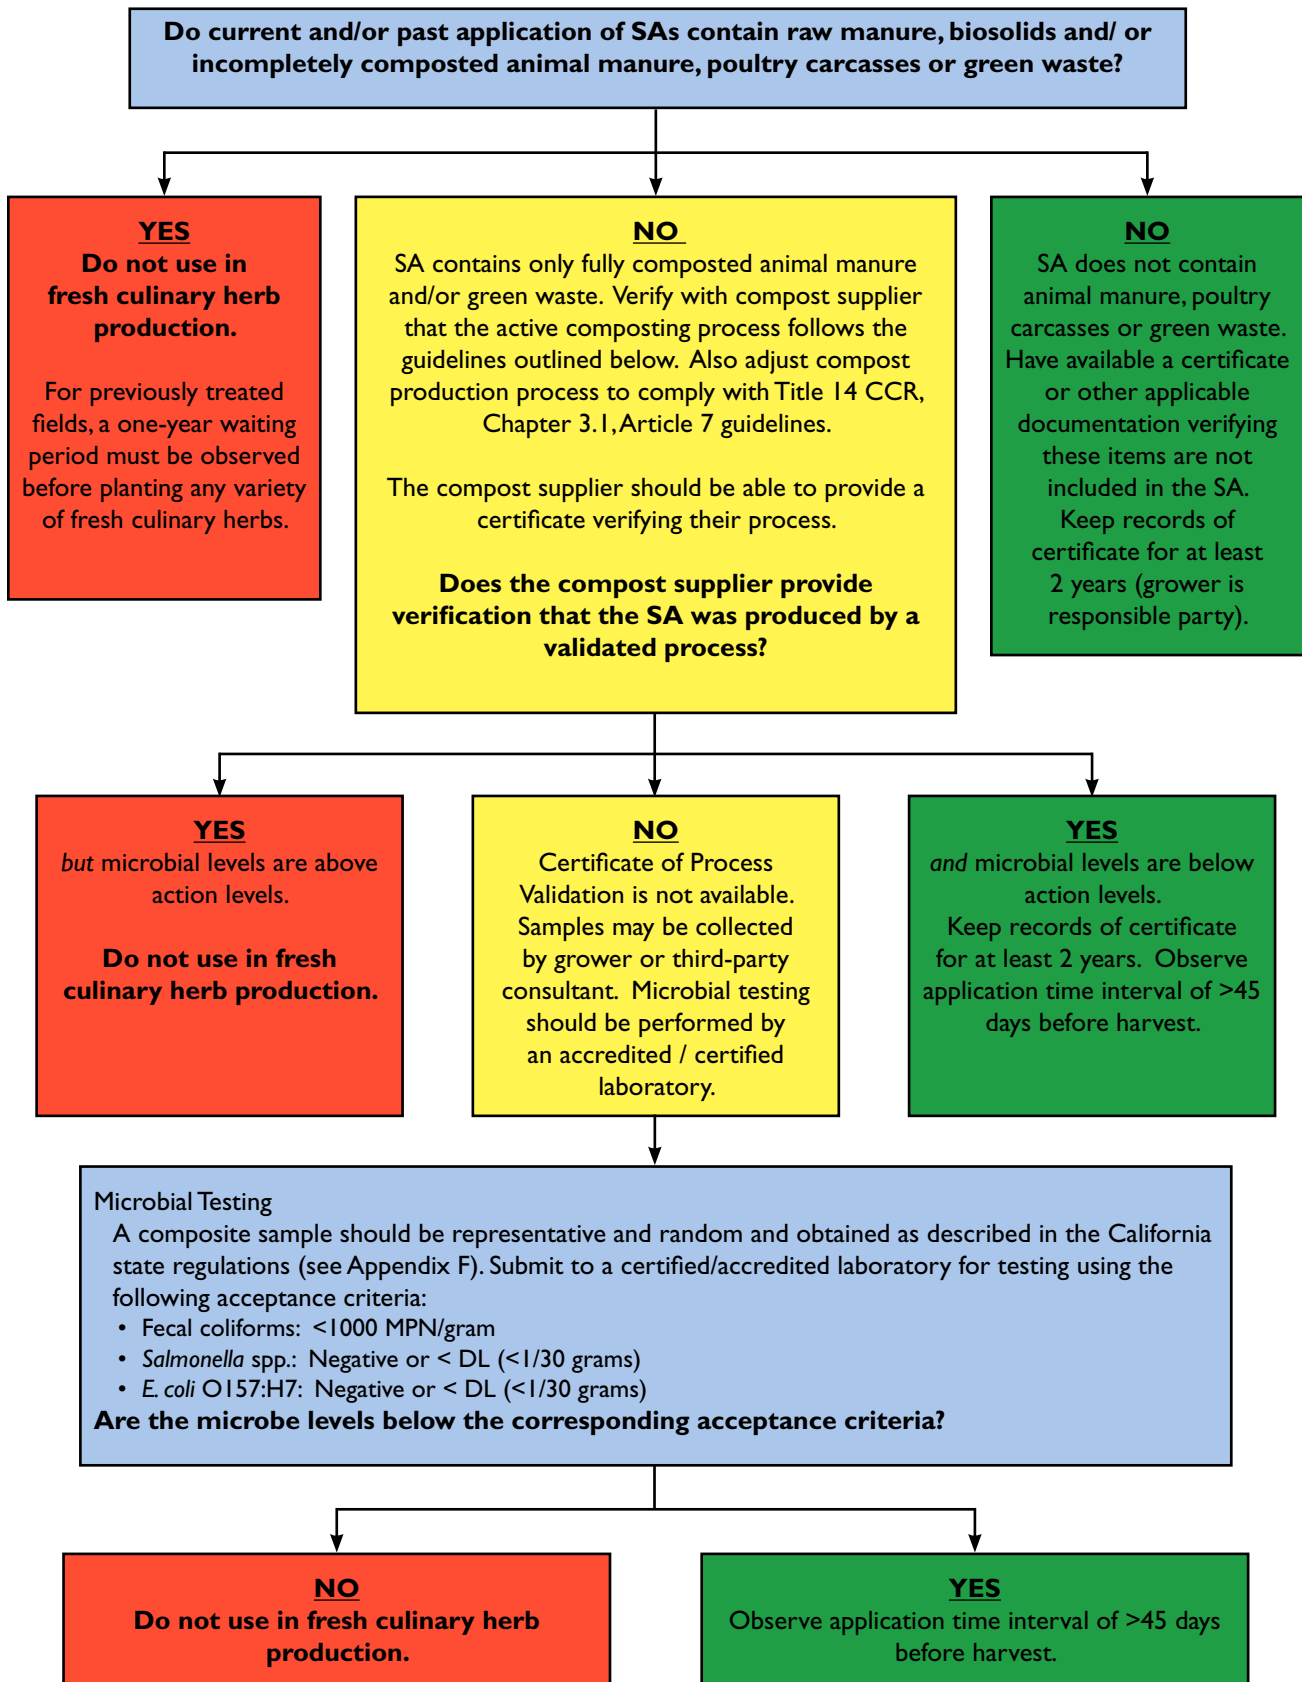 Do current and/or past application of SAs contain raw manure, biosolids and/ or
incompletely composted animal manure, poultry carcasses or green waste?
YES
Do not use in
fresh culinary herb
production.
For previously treated
fields, a one-year waiting
period must be observed
before planting any variety
of fresh culinary herbs.
NO
SA contains only fully composted animal manure
and/or green waste. Verify with compost supplier
that the active composting process follows the
guidelines outlined below. Also adjust compost
production process to comply with Title 14 CCR,
Chapter 3.1, Article 7 guidelines.
The compost supplier should be able to provide a
certificate verifying their process.
Does the compost supplier provide
verification that the SA was produced by a
validated process?
NO
SA does not contain
animal manure, poultry
carcasses or green waste.
Have available a certificate
or other applicable
documentation verifying
these items are not
included in the SA.
Keep records of
certificate for at least
2 years (grower is
responsible party).
YES
but microbial levels are above
action levels.
Do not use in fresh
culinary herb production.
NO
Certificate of Process
Validation is not available.
Samples may be collected
by grower or third-party
consultant. Microbial testing
should be performed by
an accredited / certified
laboratory.
YES
and microbial levels are below
action levels.
Keep records of certificate
for at least 2 years. Observe
application time interval of >45
days before harvest.
Microbial Testing
A composite sample should be representative and random and obtained as described in the California
state regulations (see Appendix F). Submit to a certified/accredited laboratory for testing using the
following acceptance criteria:
• Fecal coliforms: <1000 MPN/gram
• Salmonella spp.: Negative or < DL (<1/30 grams)
• E. coli O157:H7: Negative or < DL (<1/30 grams)
Are the microbe levels below the corresponding acceptance criteria?
NO
Do not use in fresh culinary herb
production.
YES
Observe application time interval of >45 days
before harvest.